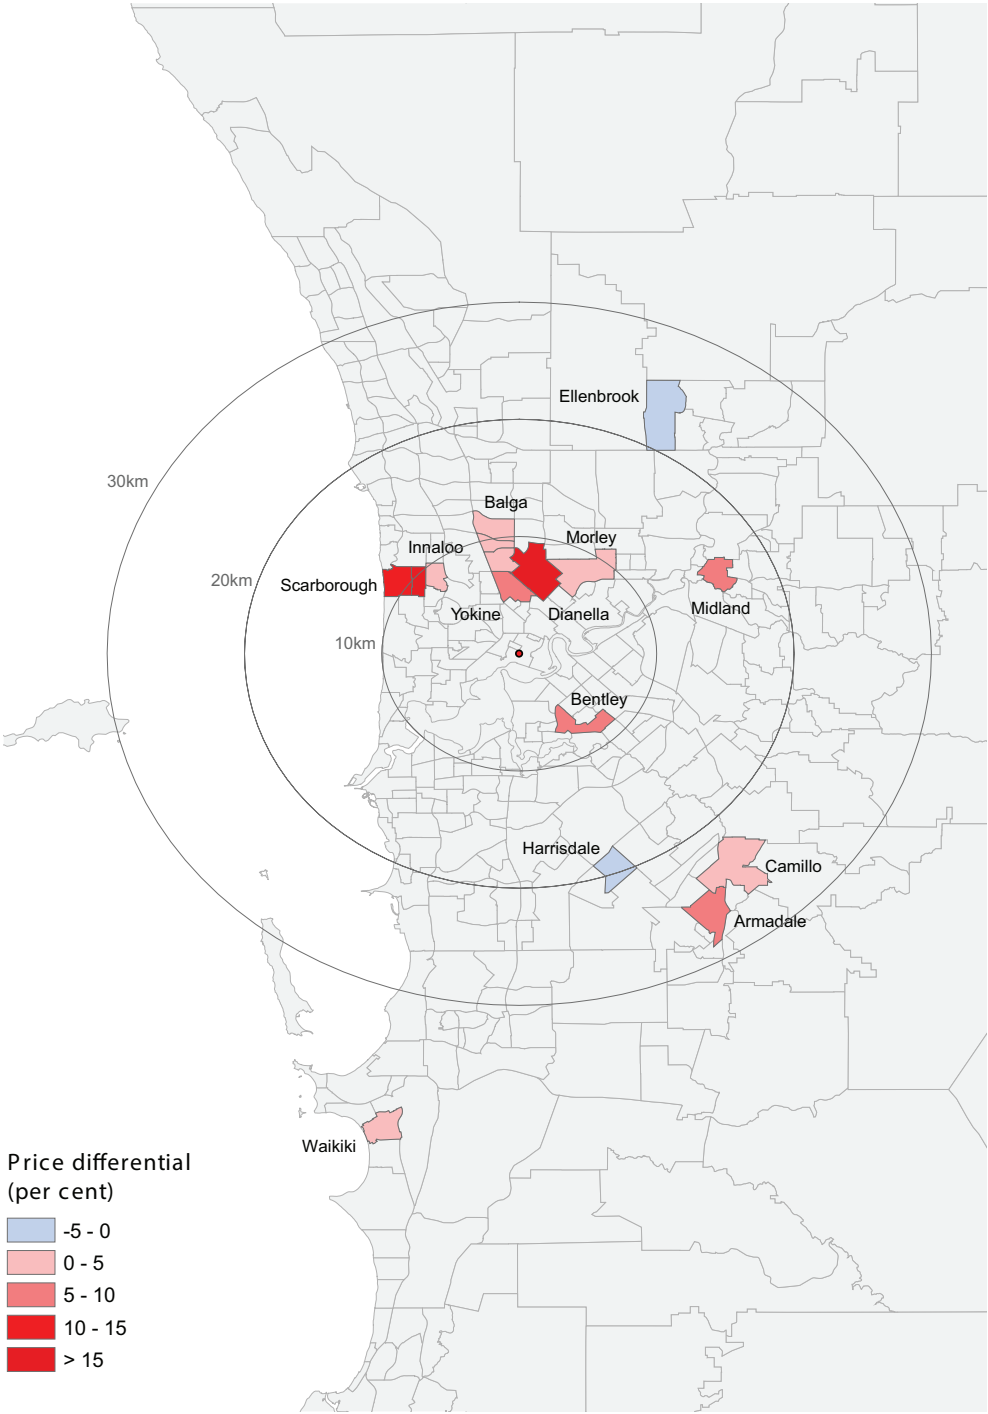 Ellenbrook
30km
Balga
Morley
Innaloo
20km
Scarborough
Midland
Yokine
Dianella
10km
Bentley
Harrisdale
Camillo
Armadale
Waikiki
Price differential
(per cent)
-5 - 0
0 - 5
5 - 10
10 - 15
> 15